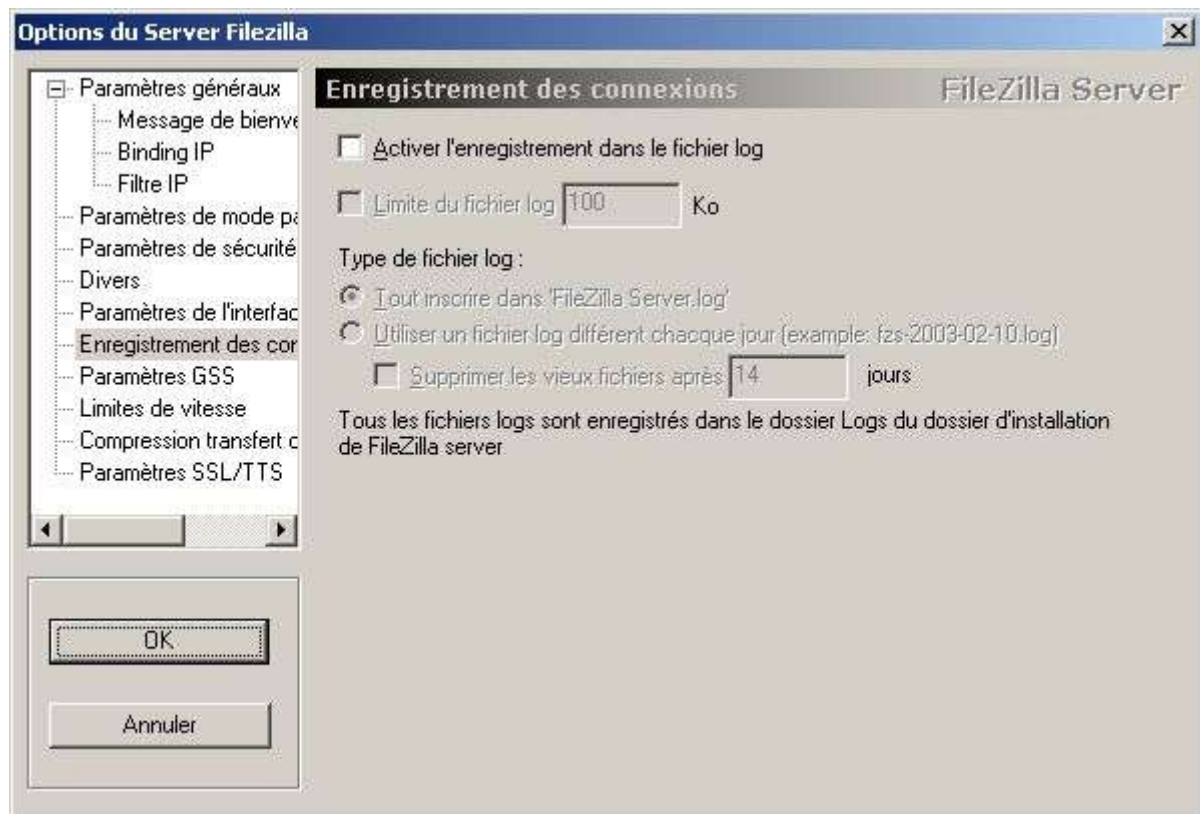 Options du Server Filezilla
Paramètres généraux
Message de bienve
Binding IP
Filtre IP
Paramètres de mode pa
Paramètres de sécurité
Divers
Paramètres de l'interfac
Enregistrement des cor
Paramètres GSS
Limites de vitesse
Compression transfert c
Paramètres SSL/TTS
OK
Annuler
Enregistrement des connexions
FileZilla Server
Activer l'enregistrement dans le fichier log
Limite du fichier log 100 Ko
Type de fichier log :
Tout inscrire dans 'FileZilla Server.log'
Utiliser un fichier log différent chacque jour (example: fzs-2003-02-10.log)
Supprimer les vieux fichiers après 14 jours
Tous les fichiers logs sont enregistrés dans le dossier Logs du dossier d'installation
de FileZilla server